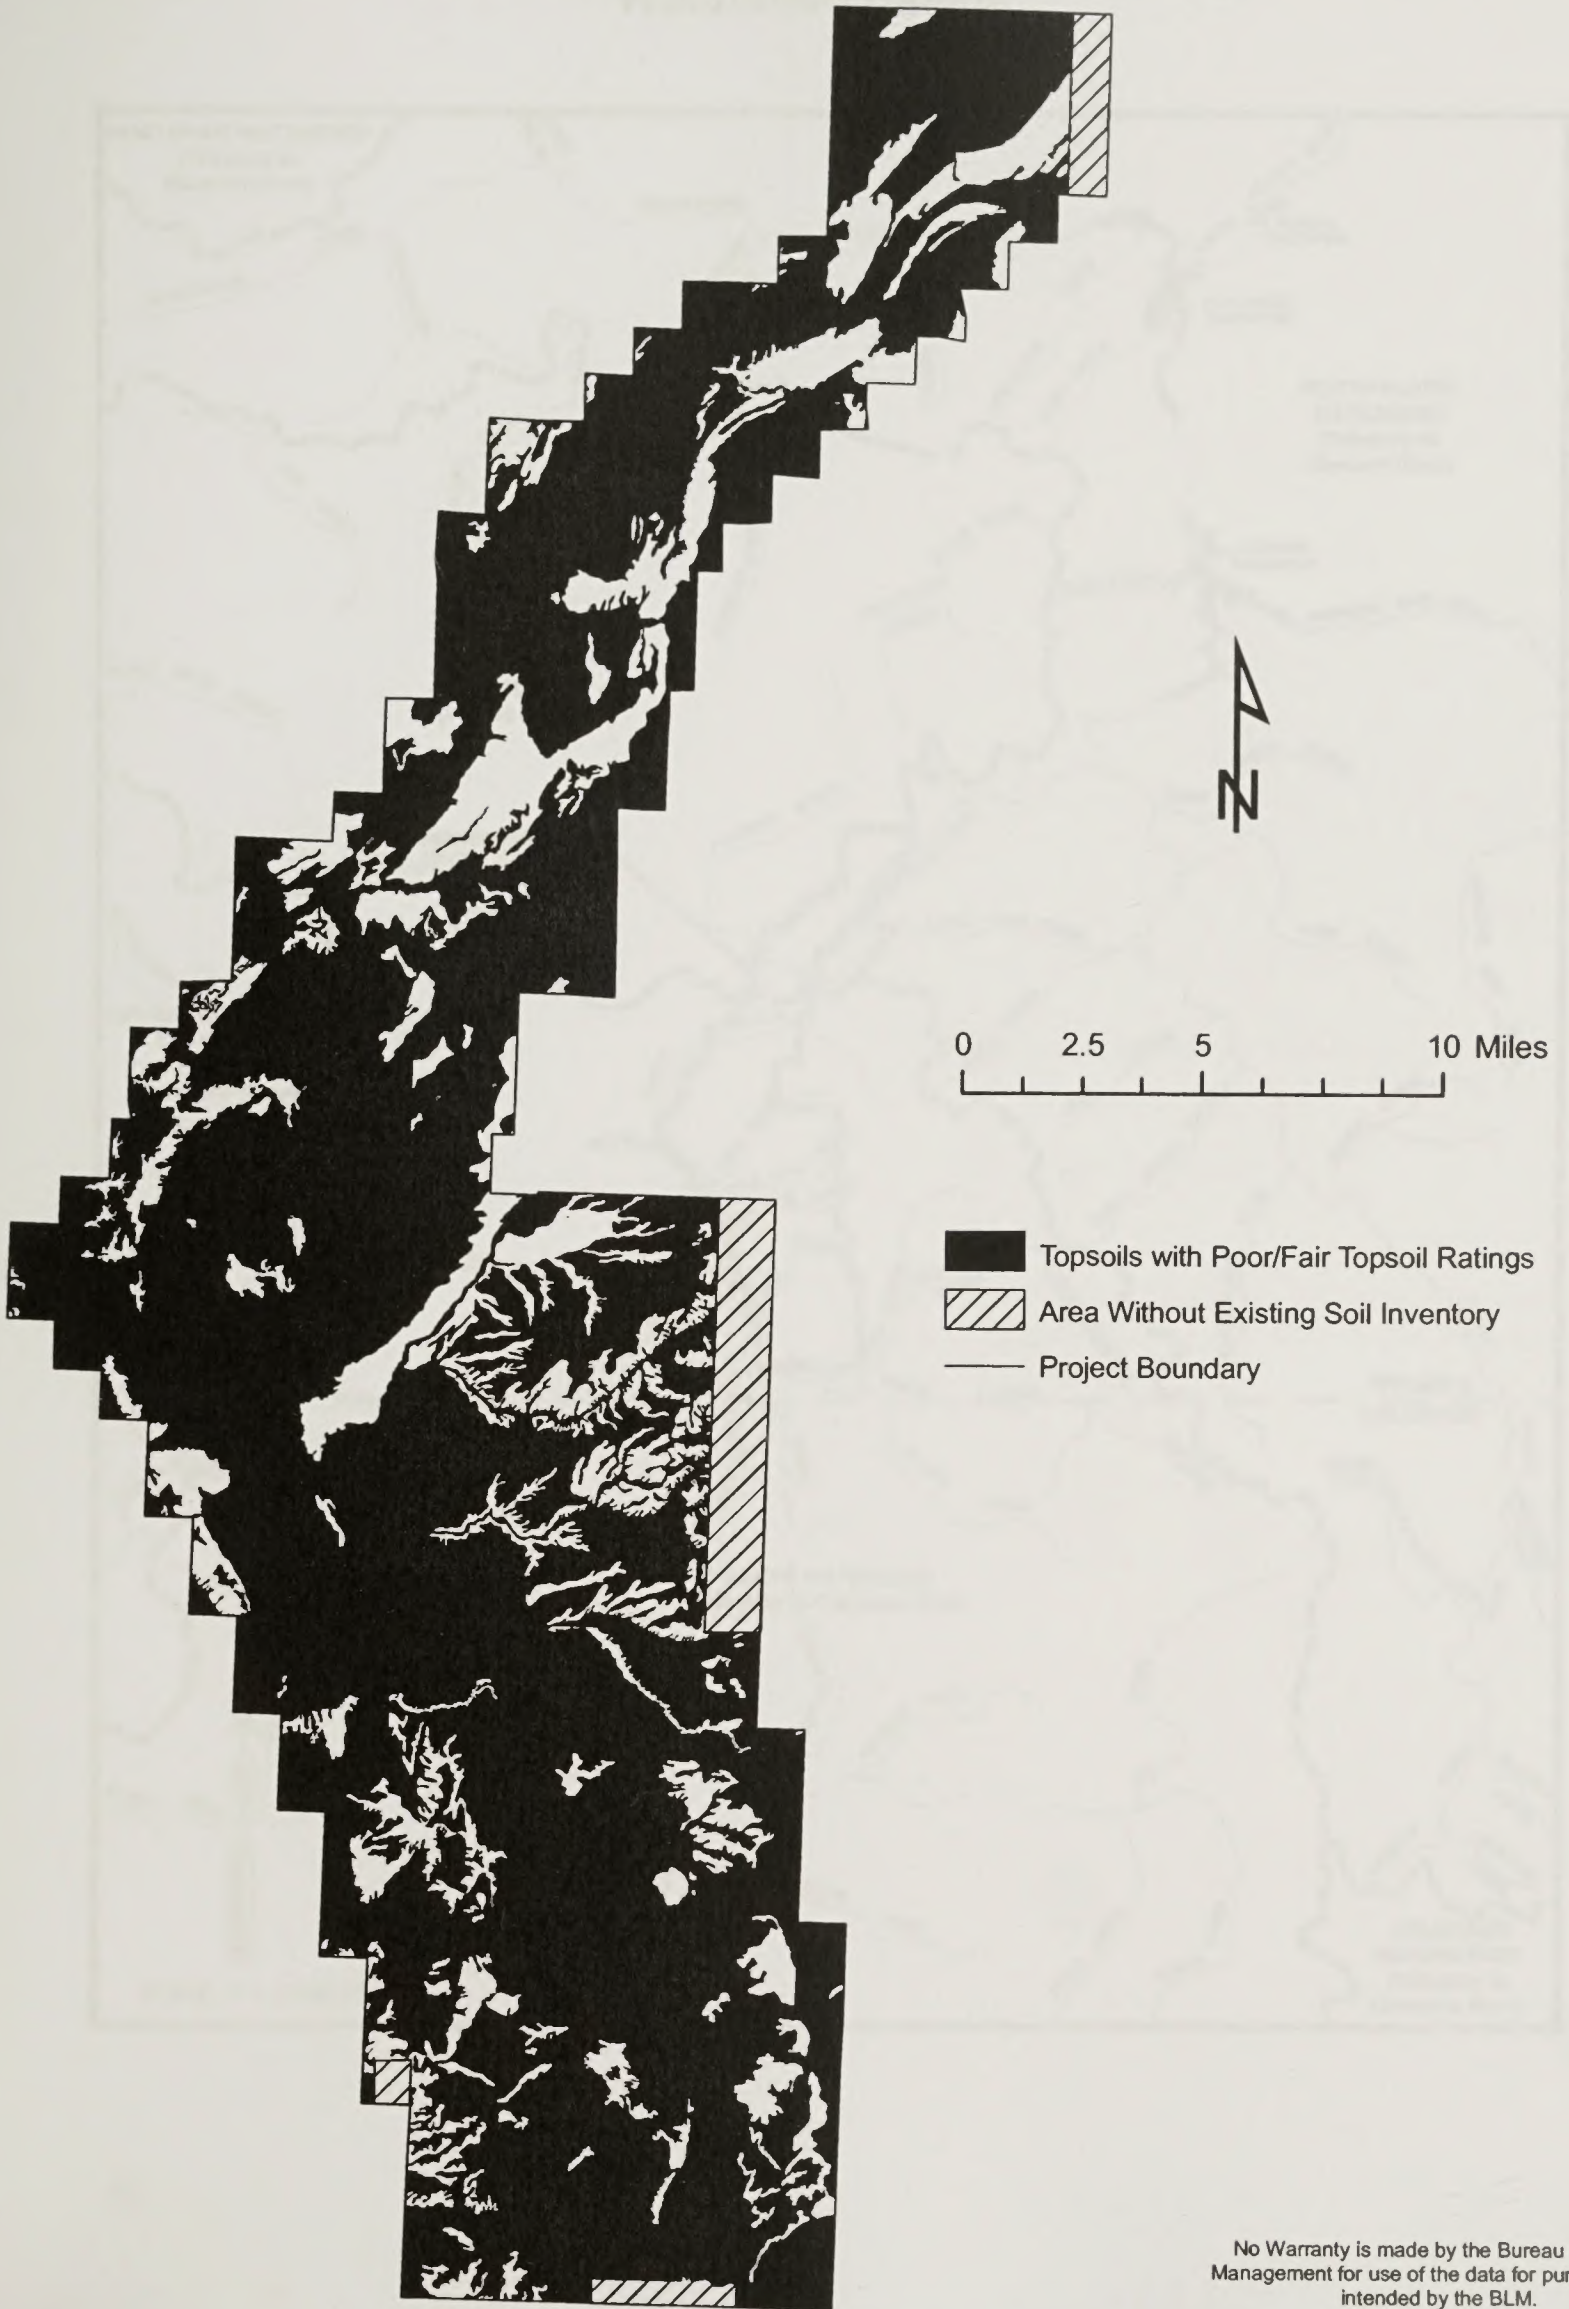 N
0 2.5 5 10 Miles
Topsoils with Poor/Fair Topsoil Ratings
Area Without Existing Soil Inventory
Project Boundary
No Warranty is made by the Bureau
Management for use of the data for
intended by the BLM.